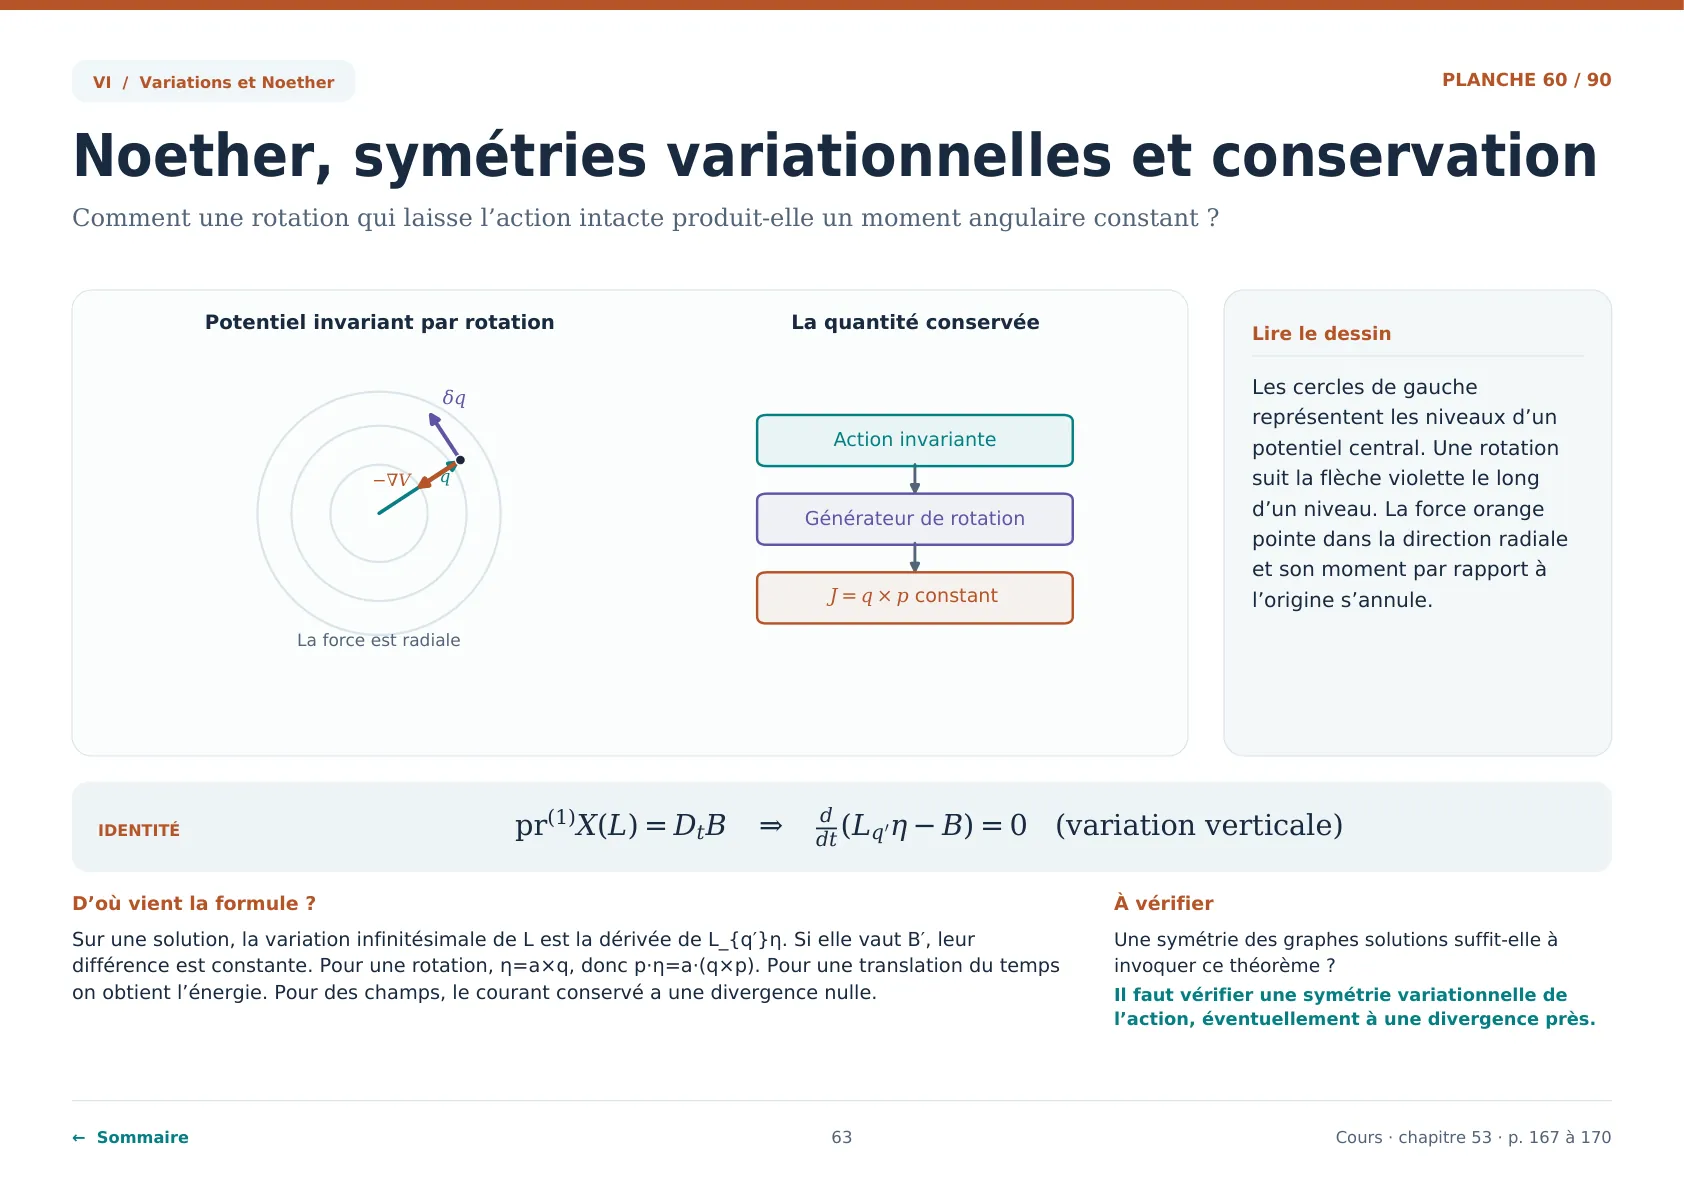 VI / Variations et Noether
PLANCHE 60 / 90
Noether, symétries variationnelles et conservation
Comment une rotation qui laisse l’action intacte produit-elle un moment angulaire constant ?
Potentiel invariant par rotation
δq
−∇V
q
La force est radiale
La quantité conservée
Action invariante
Générateur de rotation
J = q × p constant
Lire le dessin
Les cercles de gauche
représentent les niveaux d’un
potentiel central. Une rotation
suit la flèche violette le long
d’un niveau. La force orange
pointe dans la direction radiale
et son moment par rapport à
l’origine s’annule.
IDENTITÉ
pr⁽¹⁾X(L) = D_tB ⇒ d/dt(L_{q′}η − B) = 0 (variation verticale)
D’où vient la formule ?
Sur une solution, la variation infinitésimale de L est la dérivée de L_{q′}η. Si elle vaut B′, leur
différence est constante. Pour une rotation, η=a×q, donc p·η=a·(q×p). Pour une translation du temps
on obtient l’énergie. Pour des champs, le courant conservé a une divergence nulle.
À vérifier
Une symétrie des graphes solutions suffit-elle à
invoquer ce théorème ?
Il faut vérifier une symétrie variationnelle de
l’action, éventuellement à une divergence près.
← Sommaire
63
Cours · chapitre 53 · p. 167 à 170